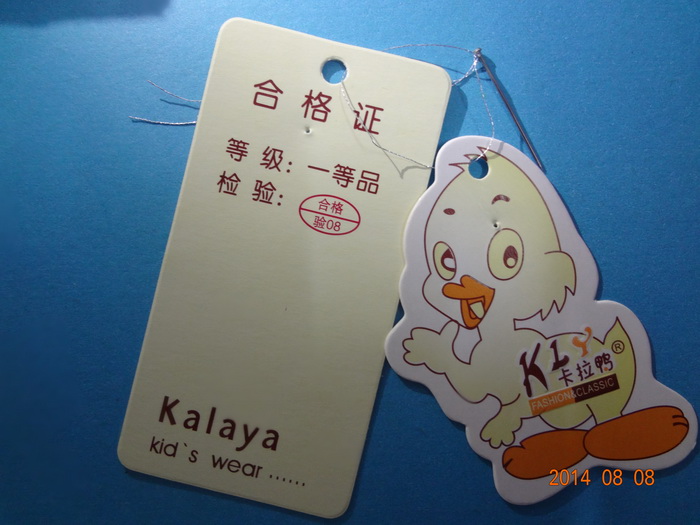 合格证
等级：一等品
检验：
合格
验08
Kalaya
kid`s wear......
KLY
卡拉鸭®
FASHION&CLASSIC
2014 08 08